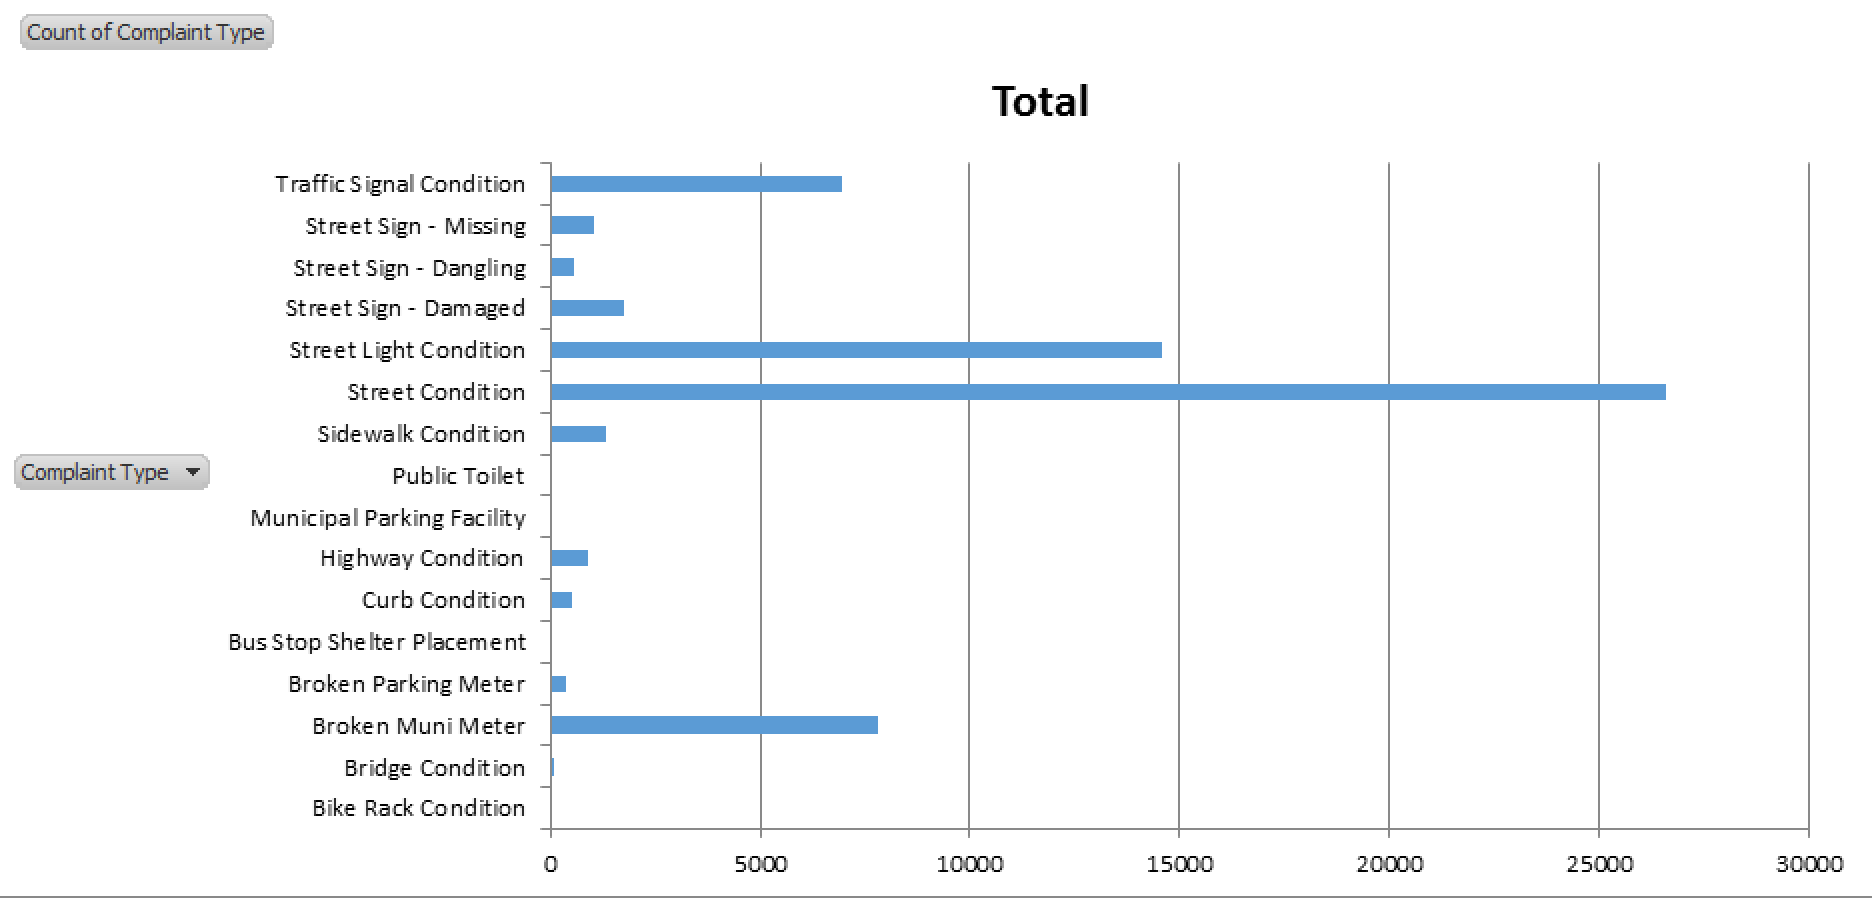 Count of Complaint Type
Total
Traffic Signal Condition
Street Sign - Missing
Street Sign - Dangling
Street Sign - Damaged
Street Light Condition
Street Condition
Sidewalk Condition
Complaint Type
Public Toilet
Municipal Parking Facility
Highway Condition
Curb Condition
Bus Stop Shelter Placement
Broken Parking Meter
Broken Muni Meter
Bridge Condition
Bike Rack Condition
0 5000 10000 15000 20000 25000 30000